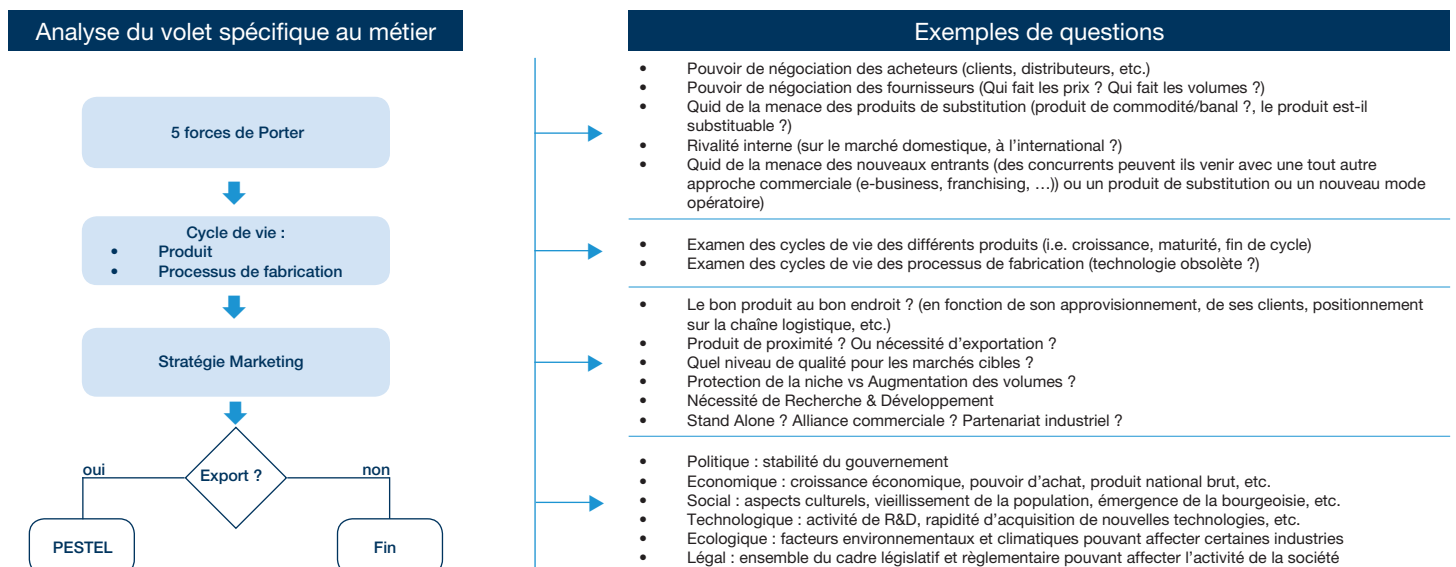 Analyse du volet spécifique au métier
5 forces de Porter
Cycle de vie :
• Produit
• Processus de fabrication
Stratégie Marketing
Export ?
oui
non
PESTEL
Fin
Exemples de questions
• Pouvoir de négociation des acheteurs (clients, distributeurs, etc.)
• Pouvoir de négociation des fournisseurs (Qui fait les prix ? Qui fait les volumes ?)
• Quid de la menace des produits de substitution (produit de commodité/banal ?, le produit est-il
substituable ?)
• Rivalité interne (sur le marché domestique, à l’international ?)
• Quid de la menace des nouveaux entrants (des concurrents peuvent ils venir avec une tout autre
approche commerciale (e-business, franchising, …)) ou un produit de substitution ou un nouveau mode
opératoire)
• Examen des cycles de vie des différents produits (i.e. croissance, maturité, fin de cycle)
• Examen des cycles de vie des processus de fabrication (technologie obsolète ?)
• Le bon produit au bon endroit ? (en fonction de son approvisionnement, de ses clients, positionnement
sur la chaîne logistique, etc.)
• Produit de proximité ? Ou nécessité d’exportation ?
• Quel niveau de qualité pour les marchés cibles ?
• Protection de la niche vs Augmentation des volumes ?
• Nécessité de Recherche & Développement
• Stand Alone ? Alliance commerciale ? Partenariat industriel ?
• Politique : stabilité du gouvernement
• Economique : croissance économique, pouvoir d’achat, produit national brut, etc.
• Social : aspects culturels, vieillissement de la population, émergence de la bourgeoisie, etc.
• Technologique : activité de R&D, rapidité d’acquisition de nouvelles technologies, etc.
• Ecologique : facteurs environnementaux et climatiques pouvant affecter certaines industries
• Légal : ensemble du cadre législatif et règlementaire pouvant affecter l’activité de la société